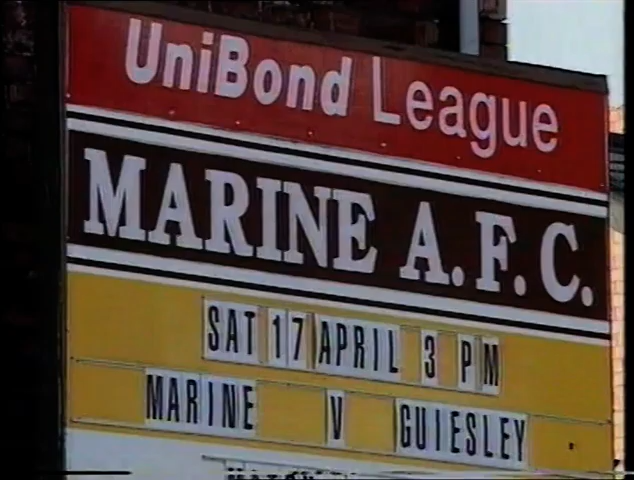 UniBond League
MARINE A.F.C.
SAT 17 APRIL 3 PM
MARINE V GUIESLEY